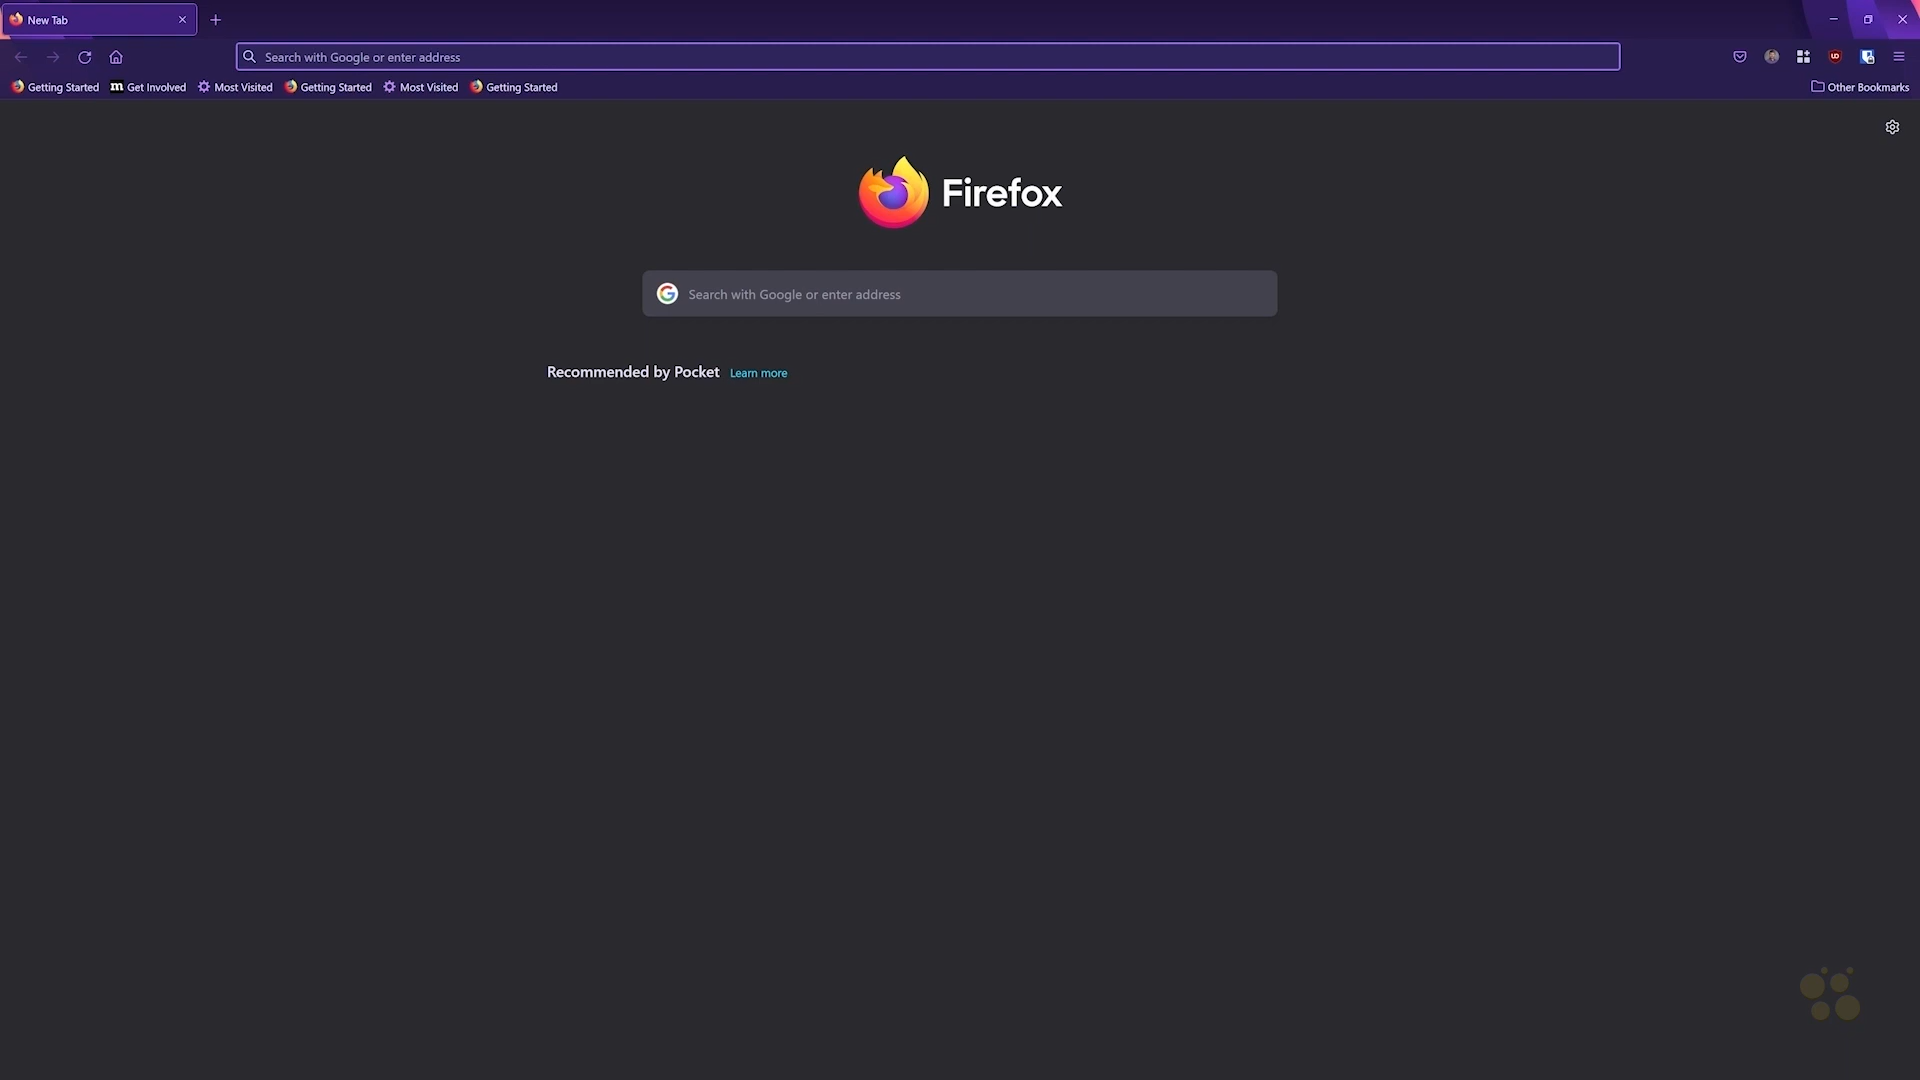 New Tab
Search with Google or enter address
Getting Started
m Get Involved
Most Visited
Getting Started
Most Visited
Getting Started
Other Bookmarks
Firefox
G Search with Google or enter address
Recommended by Pocket Learn more